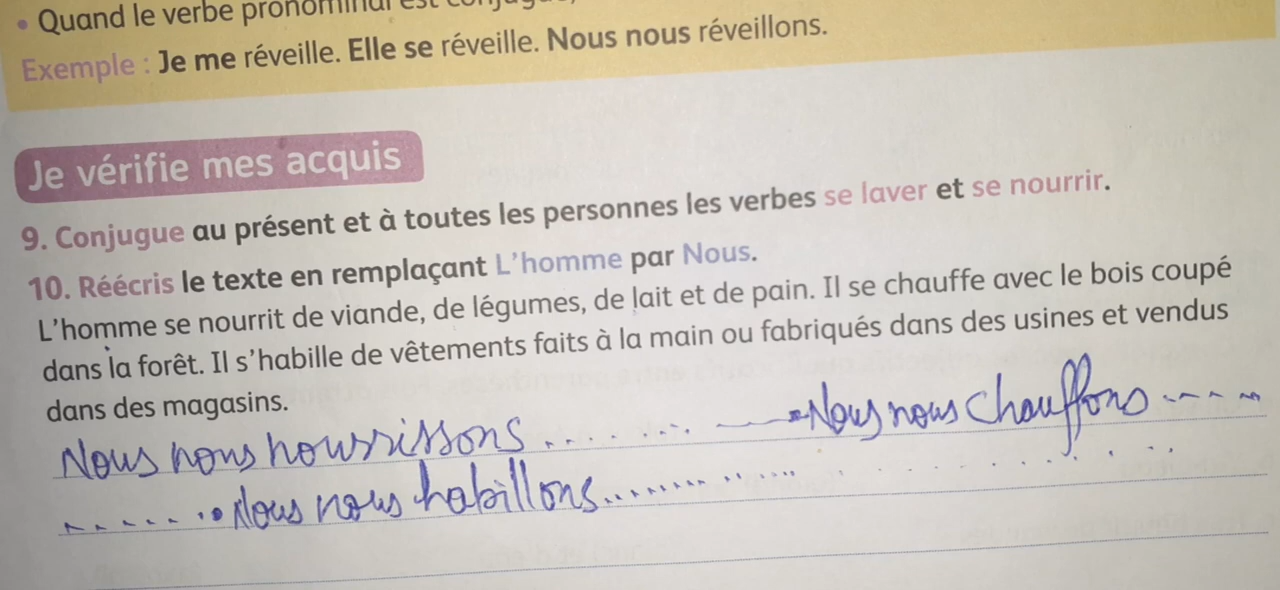 • Quand le verbe pronominal est
Exemple : Je me réveille. Elle se réveille. Nous nous réveillons.
Je vérifie mes acquis
9. Conjugue au présent et à toutes les personnes les verbes se laver et se nourrir.
10. Réécris le texte en remplaçant L'homme par Nous.
L'homme se nourrit de viande, de légumes, de lait et de pain. Il se chauffe avec le bois coupé
dans la forêt. Il s'habille de vêtements faits à la main ou fabriqués dans des usines et vendus
dans des magasins.
Nous nous nourrissons .... ... .. Nous nous chauffons ----
...... Nous nous habillons..............